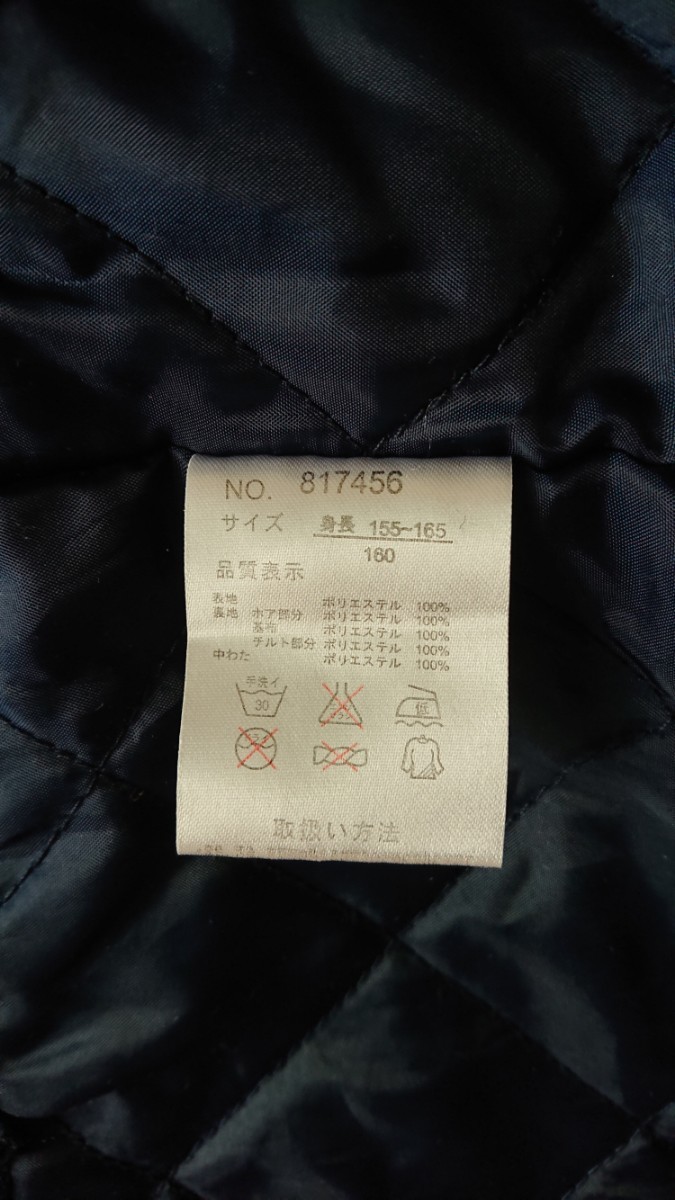 NO. 817456
サイズ 身長 155~165
160
品質表示
表地 ポリエステル 100%
裏地 ホア部分 ポリエステル 100%
基布 ポリエステル 100%
チルト部分 ポリエステル 100%
中わた ポリエステル 100%
手洗イ
30
低
取扱い方法